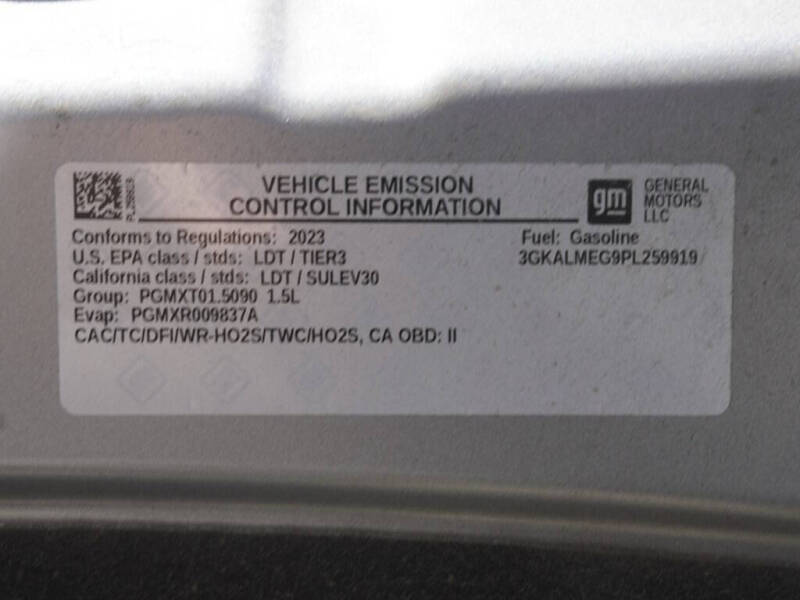 VEHICLE EMISSION
CONTROL INFORMATION
gm
GENERAL
MOTORS
LLC
PL259919
Conforms to Regulations: 2023
Fuel: Gasoline
U.S. EPA class / stds: LDT / TIER3
3GKALMEG9PL259919
California class / stds: LDT / SULEV30
Group: PGMXT01.5090 1.5L
Evap: PGMXR009837A
CAC/TC/DFI/WR-HO2S/TWC/HO2S, CA OBD: II